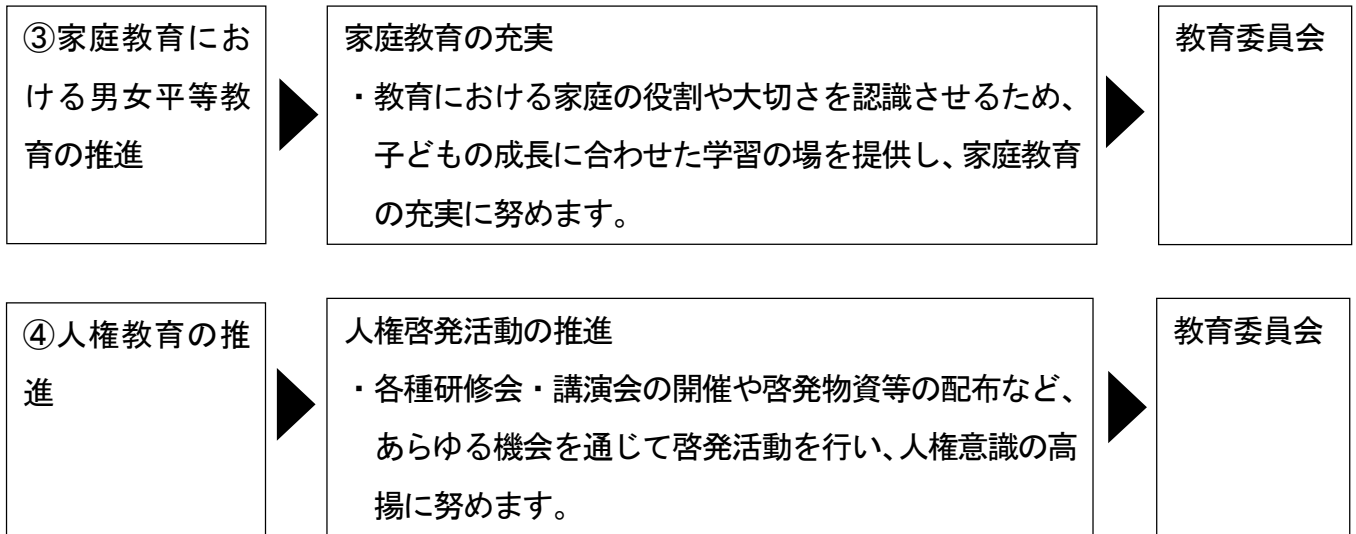 ③家庭教育にお
ける男女平等教
育の推進
家庭教育の充実
・教育における家庭の役割や大切さを認識させるため、
子どもの成長に合わせた学習の場を提供し、家庭教育
の充実に努めます。
教育委員会
④人権教育の推
進
人権啓発活動の推進
・各種研修会・講演会の開催や啓発物資等の配布など、
あらゆる機会を通じて啓発活動を行い、人権意識の高
揚に努めます。
教育委員会